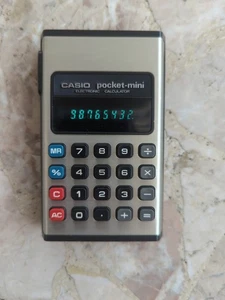 CASIO pocket-mini
ELECTRONIC CALCULATOR
98765432
MR 7 8 9 ÷
% 4 5 6 ×
C 1 2 3 −
AC 0 . + =